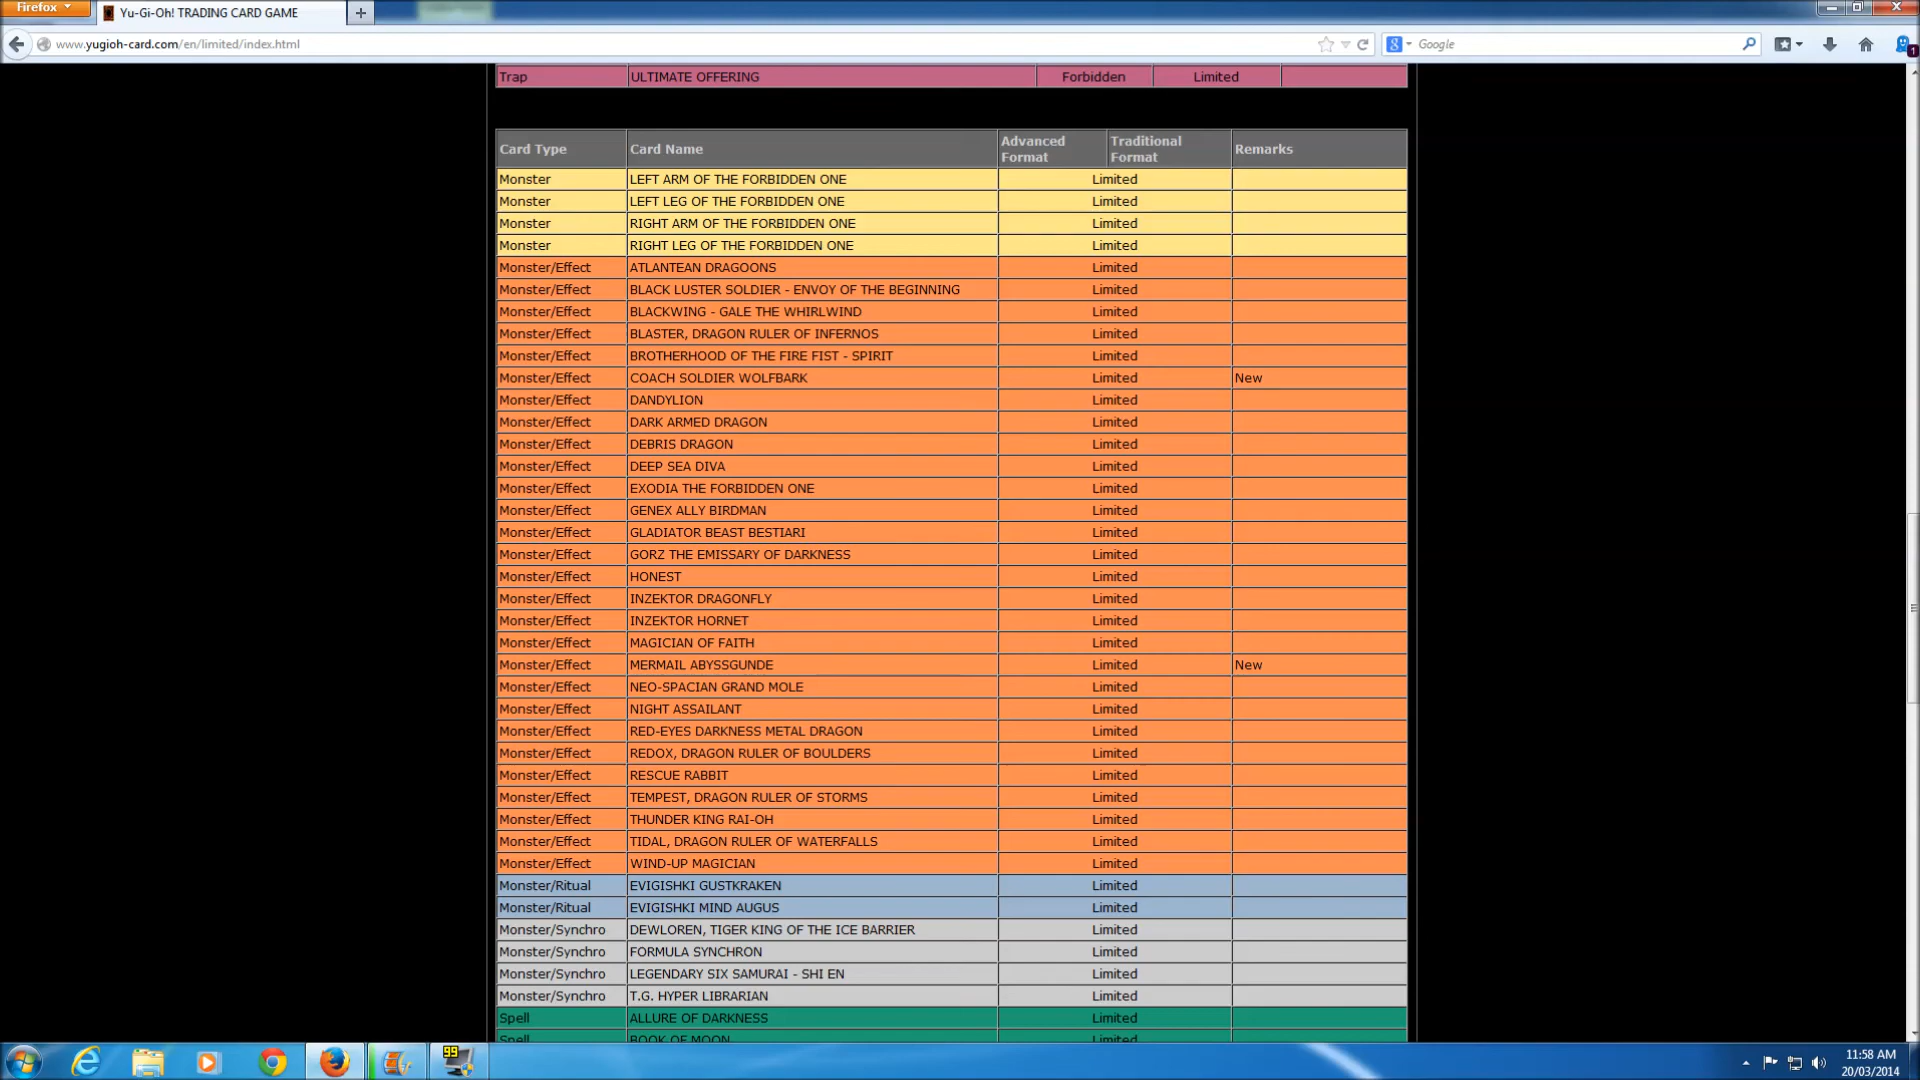 Firefox
Yu-Gi-Oh! TRADING CARD GAME
www.yugioh-card.com/en/limited/index.html
Google
1
Trap ULTIMATE OFFERING Forbidden Limited
Card Type Card Name Advanced Format Traditional Format Remarks
Monster LEFT ARM OF THE FORBIDDEN ONE Limited
Monster LEFT LEG OF THE FORBIDDEN ONE Limited
Monster RIGHT ARM OF THE FORBIDDEN ONE Limited
Monster RIGHT LEG OF THE FORBIDDEN ONE Limited
Monster/Effect ATLANTEAN DRAGOONS Limited
Monster/Effect BLACK LUSTER SOLDIER - ENVOY OF THE BEGINNING Limited
Monster/Effect BLACKWING - GALE THE WHIRLWIND Limited
Monster/Effect BLASTER, DRAGON RULER OF INFERNOS Limited
Monster/Effect BROTHERHOOD OF THE FIRE FIST - SPIRIT Limited
Monster/Effect COACH SOLDIER WOLFBARK Limited New
Monster/Effect DANDYLION Limited
Monster/Effect DARK ARMED DRAGON Limited
Monster/Effect DEBRIS DRAGON Limited
Monster/Effect DEEP SEA DIVA Limited
Monster/Effect EXODIA THE FORBIDDEN ONE Limited
Monster/Effect GENEX ALLY BIRDMAN Limited
Monster/Effect GLADIATOR BEAST BESTIARI Limited
Monster/Effect GORZ THE EMISSARY OF DARKNESS Limited
Monster/Effect HONEST Limited
Monster/Effect INZEKTOR DRAGONFLY Limited
Monster/Effect INZEKTOR HORNET Limited
Monster/Effect MAGICIAN OF FAITH Limited
Monster/Effect MERMAIL ABYSSGUNDE Limited New
Monster/Effect NEO-SPACIAN GRAND MOLE Limited
Monster/Effect NIGHT ASSAILANT Limited
Monster/Effect RED-EYES DARKNESS METAL DRAGON Limited
Monster/Effect REDOX, DRAGON RULER OF BOULDERS Limited
Monster/Effect RESCUE RABBIT Limited
Monster/Effect TEMPEST, DRAGON RULER OF STORMS Limited
Monster/Effect THUNDER KING RAI-OH Limited
Monster/Effect TIDAL, DRAGON RULER OF WATERFALLS Limited
Monster/Effect WIND-UP MAGICIAN Limited
Monster/Ritual EVIGISHKI GUSTKRAKEN Limited
Monster/Ritual EVIGISHKI MIND AUGUS Limited
Monster/Synchro DEWLOREN, TIGER KING OF THE ICE BARRIER Limited
Monster/Synchro FORMULA SYNCHRON Limited
Monster/Synchro LEGENDARY SIX SAMURAI - SHI EN Limited
Monster/Synchro T.G. HYPER LIBRARIAN Limited
Spell ALLURE OF DARKNESS Limited
Spell BOOK OF MOON Limited
99
11:58 AM
20/03/2014